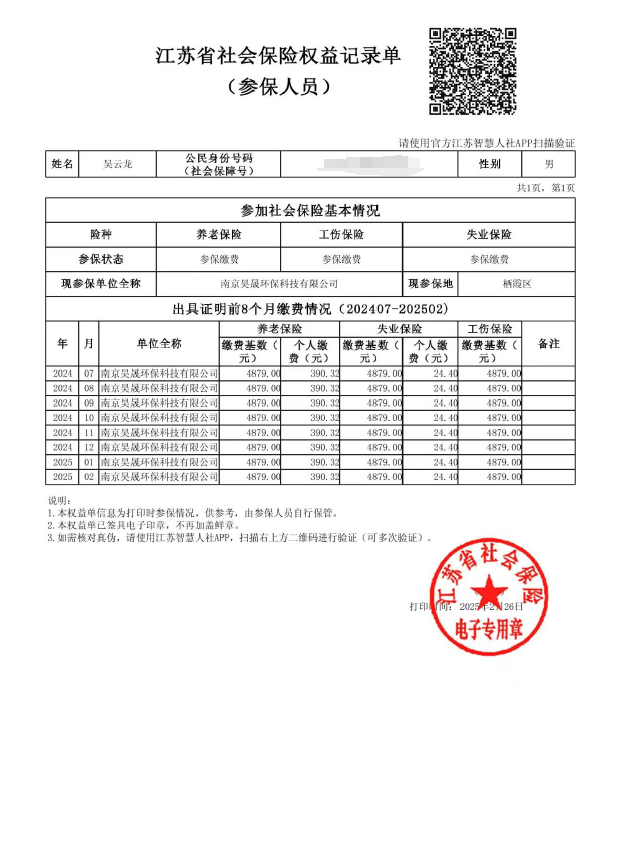 江苏省社会保险权益记录单
（参保人员）
请使用官方江苏智慧人社APP扫描验证
姓名 吴云龙 公民身份号码（社会保障号） 性别 男
共1页，第1页
参加社会保险基本情况
险种 养老保险 工伤保险 失业保险
参保状态 参保缴费 参保缴费 参保缴费
现参保单位全称 南京昊晟环保科技有限公司 现参保地 栖霞区
出具证明前8个月缴费情况（202407-202502）
年 月 单位全称 养老保险 失业保险 工伤保险 备注
缴费基数（元） 个人缴费（元） 缴费基数（元） 个人缴费（元） 缴费基数（元）
2024 07 南京昊晟环保科技有限公司 4879.00 390.32 4879.00 24.40 4879.00
2024 08 南京昊晟环保科技有限公司 4879.00 390.32 4879.00 24.40 4879.00
2024 09 南京昊晟环保科技有限公司 4879.00 390.32 4879.00 24.40 4879.00
2024 10 南京昊晟环保科技有限公司 4879.00 390.32 4879.00 24.40 4879.00
2024 11 南京昊晟环保科技有限公司 4879.00 390.32 4879.00 24.40 4879.00
2024 12 南京昊晟环保科技有限公司 4879.00 390.32 4879.00 24.40 4879.00
2025 01 南京昊晟环保科技有限公司 4879.00 390.32 4879.00 24.40 4879.00
2025 02 南京昊晟环保科技有限公司 4879.00 390.32 4879.00 24.40 4879.00
说明：
1.本权益单信息为打印时参保情况，供参考，由参保人员自行保管。
2.本权益单已签具电子印章，不再加盖鲜章。
3.如需核对真伪，请使用江苏智慧人社APP，扫描右上方二维码进行验证（可多次验证）。
江苏省社会保险
打印时间： 2025年2月26日
电子专用章